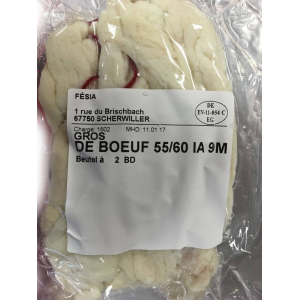 FÉSIA
1 rue du Brischbach
67750 SCHERWILLER
DE
EV-11-054 C
EG
Charge: 1602 MHD: 11.01.17
GROS
DE BOEUF 55/60 IA 9M
Beutel à 2 BD